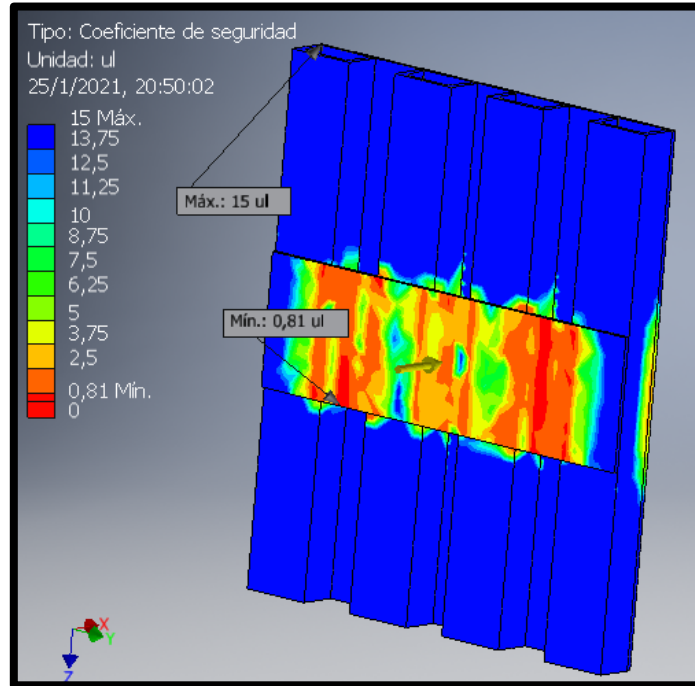 Tipo: Coeficiente de seguridad
Unidad: ul
25/1/2021, 20:50:02
15 Máx.
13,75
12,5
11,25
10
8,75
7,5
6,25
5
3,75
2,5
0,81 Mín.
0
Máx.: 15 ul
Mín.: 0,81 ul
X
Y
Z